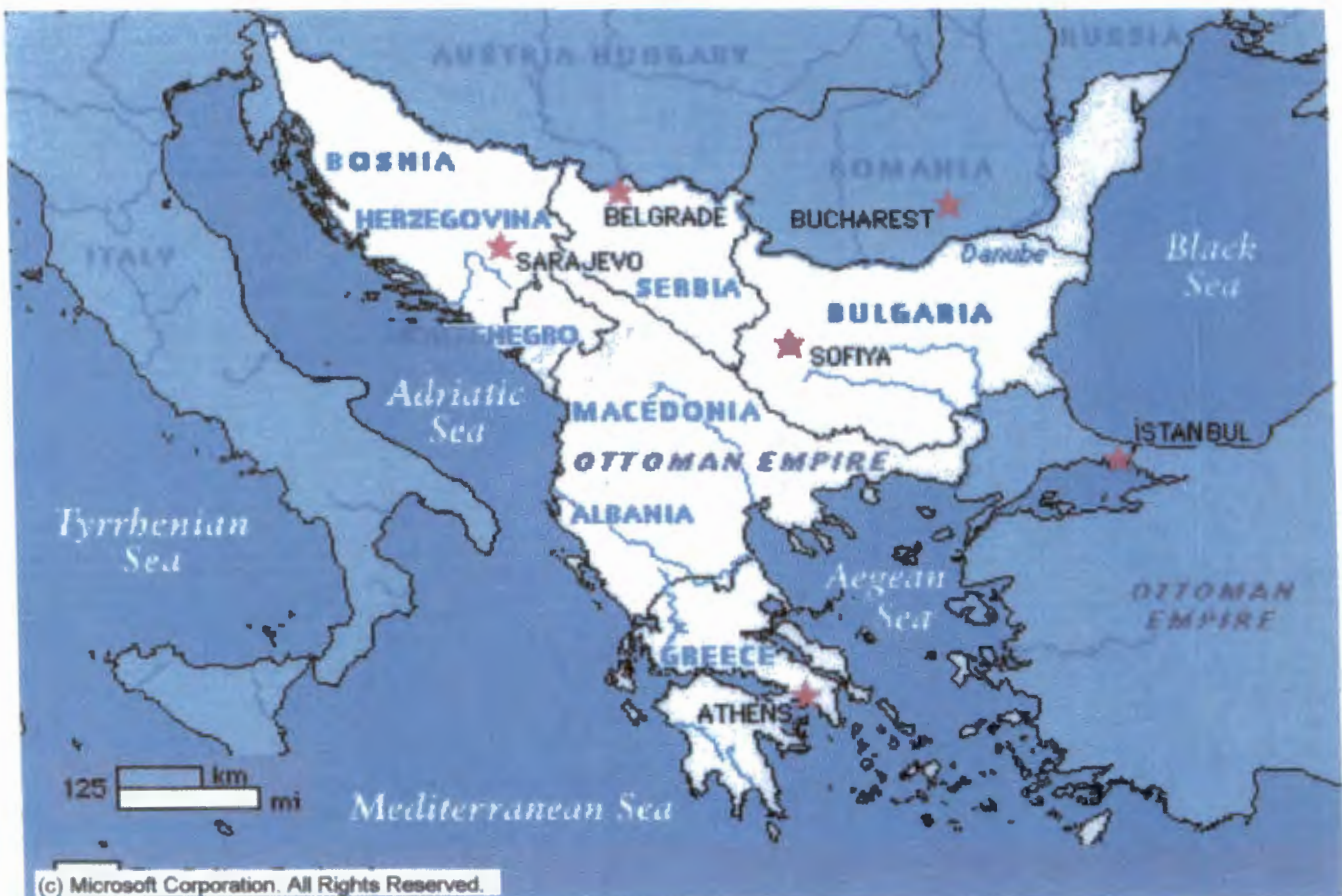 AUSTRIA HUNGARY
RUSSIA
BOSNIA
ROMANIA
HERZEGOVINA
BELGRADE
BUCHAREST
ITALY
SARAJEVO
Danube
Black
Sea
SERBIA
BULGARIA
MONTENEGRO
SOFIYA
Adriatic
Sea
MACEDONIA
İSTANBUL
OTTOMAN EMPIRE
ALBANIA
Tyrrhenian
Sea
Aegean
Sea
OTTOMAN
EMPIRE
GREECE
ATHENS
km
125
mi
Mediterranean Sea
(c) Microsoft Corporation. All Rights Reserved.